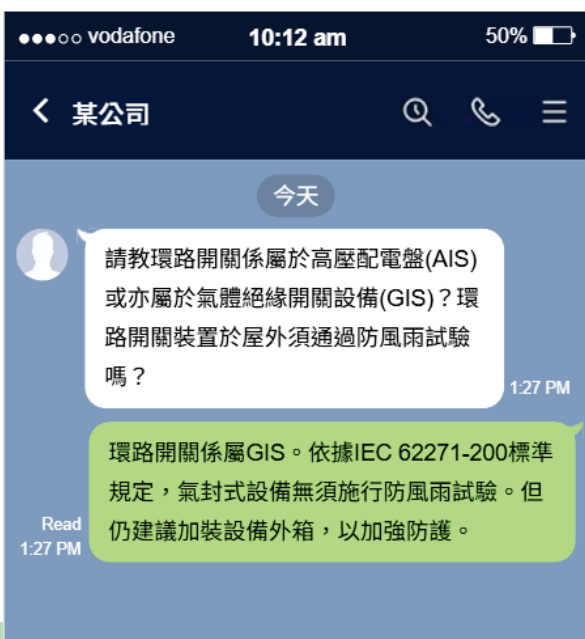 vodafone 10:12 am 50%
某公司
今天
請教環路開關係屬於高壓配電盤(AIS)
或亦屬於氣體絕緣開關設備(GIS)？環
路開關裝置於屋外須通過防風雨試驗
嗎？
1:27 PM
環路開關係屬GIS。依據IEC 62271-200標準
規定，氣封式設備無須施行防風雨試驗。但
仍建議加裝設備外箱，以加強防護。
Read
1:27 PM